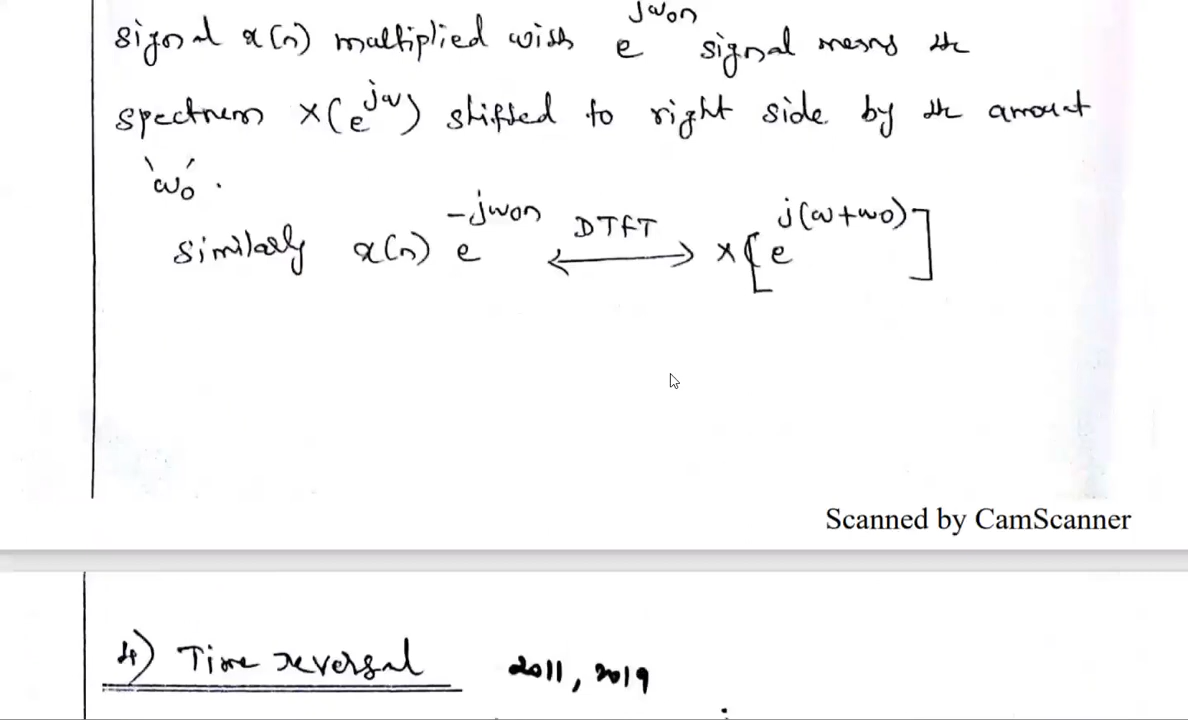 signal x(n) multiplied with e^{jω₀n} signal means the
spectrum X(e^{jω}) shifted to right side by the amount
'ω₀'.
similarly x(n) e^{-jω₀n} ⟷ DTFT X[e^{j(ω+ω₀)}]
Scanned by CamScanner
4) Time reversal 2011, 2019